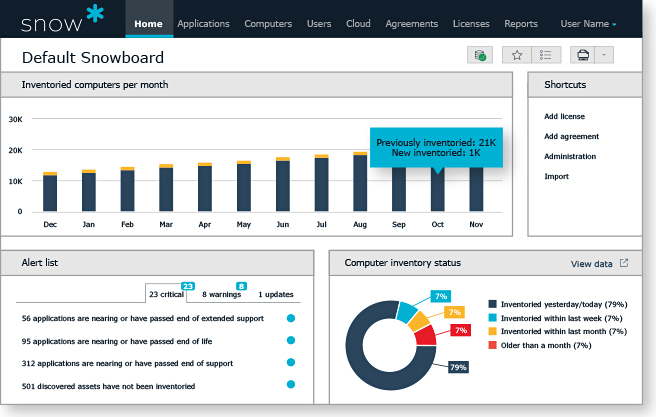 snow
Home Applications Computers Users Cloud Agreements Licenses Reports User Name
Default Snowboard
Inventoried computers per month
30K
20K
10K
0
Previously inventoried: 21K
New inventoried: 1K
Dec Jan Feb Mar Apr May Jun Jul Aug Sep Oct Nov
Shortcuts
Add license
Add agreement
Administration
Import
Alert list
23 critical 23 8 warnings 8 1 updates
56 applications are nearing or have passed end of extended support
95 applications are nearing or have passed end of life
312 applications are nearing or have passed end of support
501 discovered assets have not been inventoried
Computer inventory status
View data
7%
7%
7%
79%
Inventoried yesterday/today (79%)
Inventoried within last week (7%)
Inventoried within last month (7%)
Older than a month (7%)